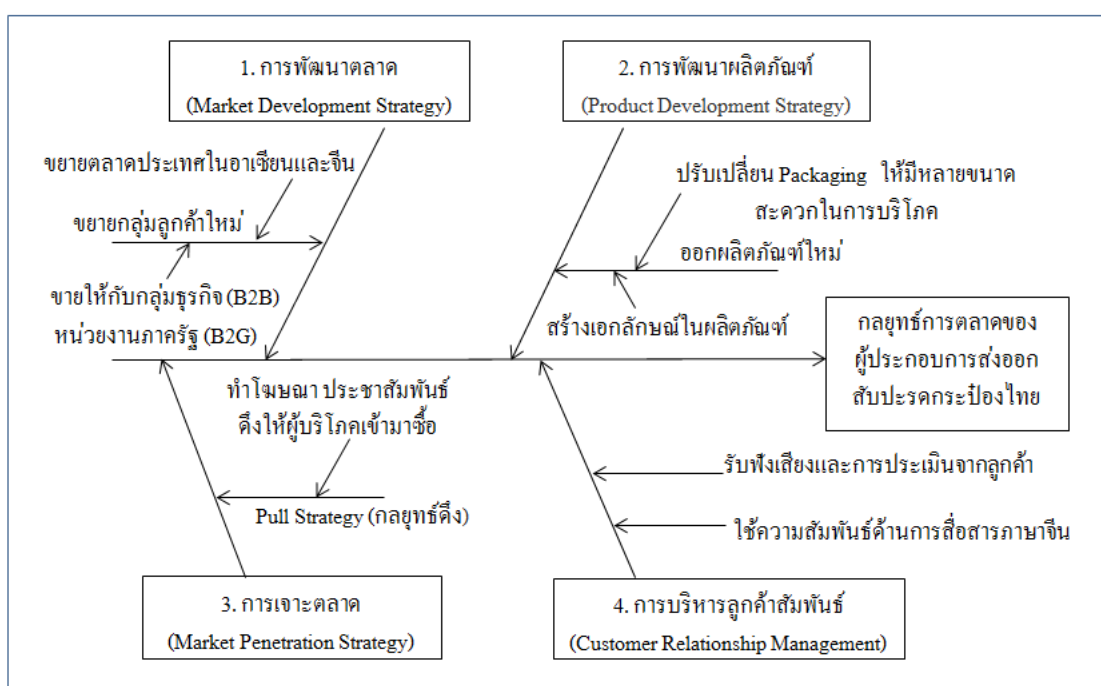 1. การพัฒนาตลาด
(Market Development Strategy)
2. การพัฒนาผลิตภัณฑ์
(Product Development Strategy)
ขยายตลาดประเทศในอาเซียนและจีน
ขยายกลุ่มลูกค้าใหม่
ขายให้กับกลุ่มธุรกิจ (B2B)
หน่วยงานภาครัฐ (B2G)
ปรับเปลี่ยน Packaging ให้มีหลายขนาด
สะดวกในการบริโภค
ออกผลิตภัณฑ์ใหม่
สร้างเอกลักษณ์ในผลิตภัณฑ์
กลยุทธ์การตลาดของ
ผู้ประกอบการส่งออก
สับปะรดกระป๋องไทย
ทำโฆษณา ประชาสัมพันธ์
ดึงให้ผู้บริโภคเข้ามาซื้อ
Pull Strategy (กลยุทธ์ดึง)
รับฟังเสียงและการประเมินจากลูกค้า
ใช้ความสัมพันธ์ด้านการสื่อสารภาษาจีน
3. การเจาะตลาด
(Market Penetration Strategy)
4. การบริหารลูกค้าสัมพันธ์
(Customer Relationship Management)